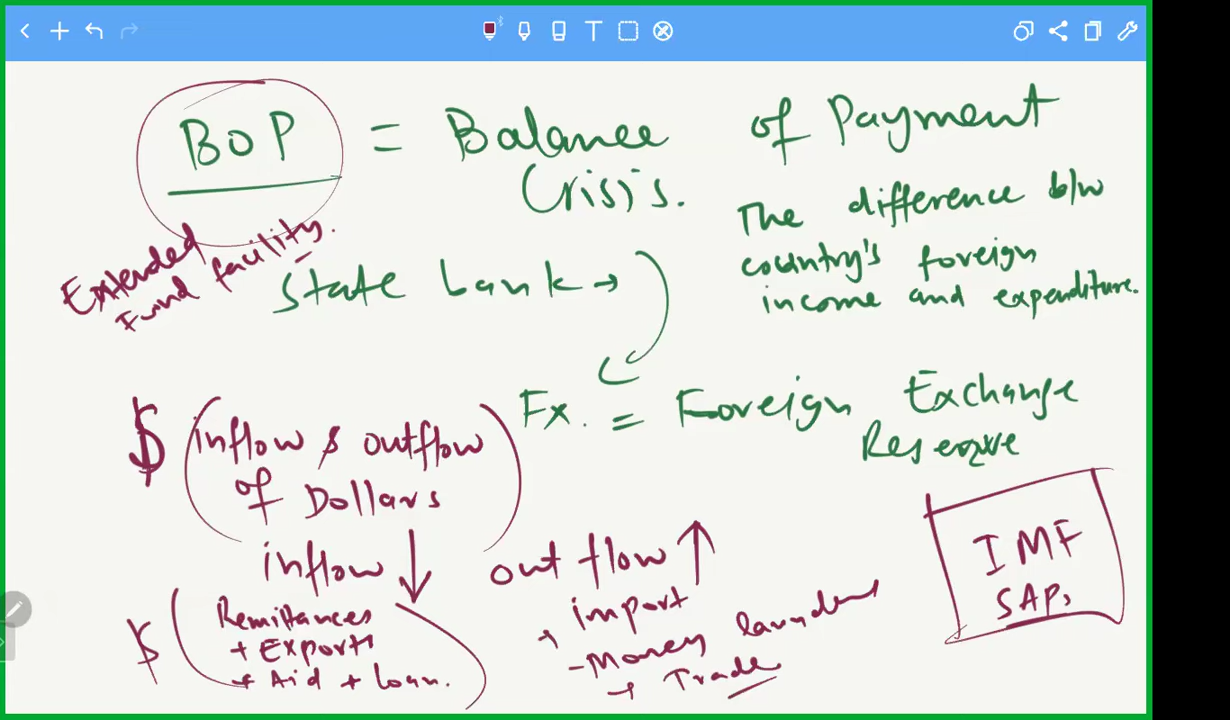 BOP = Balance of Payment
Crisis.
The difference b/w
country's foreign
income and expenditure.
Extended
Fund facility.
State bank →
Fx. = Foreign Exchange
Reserve
$ (inflow & outflow
of Dollars)
inflow ↓ out flow ↑
$ (Remittances
+ Exports
+ Aid + Loan.)
import
+
- Money
+ Trade
IMF
SAPs
T